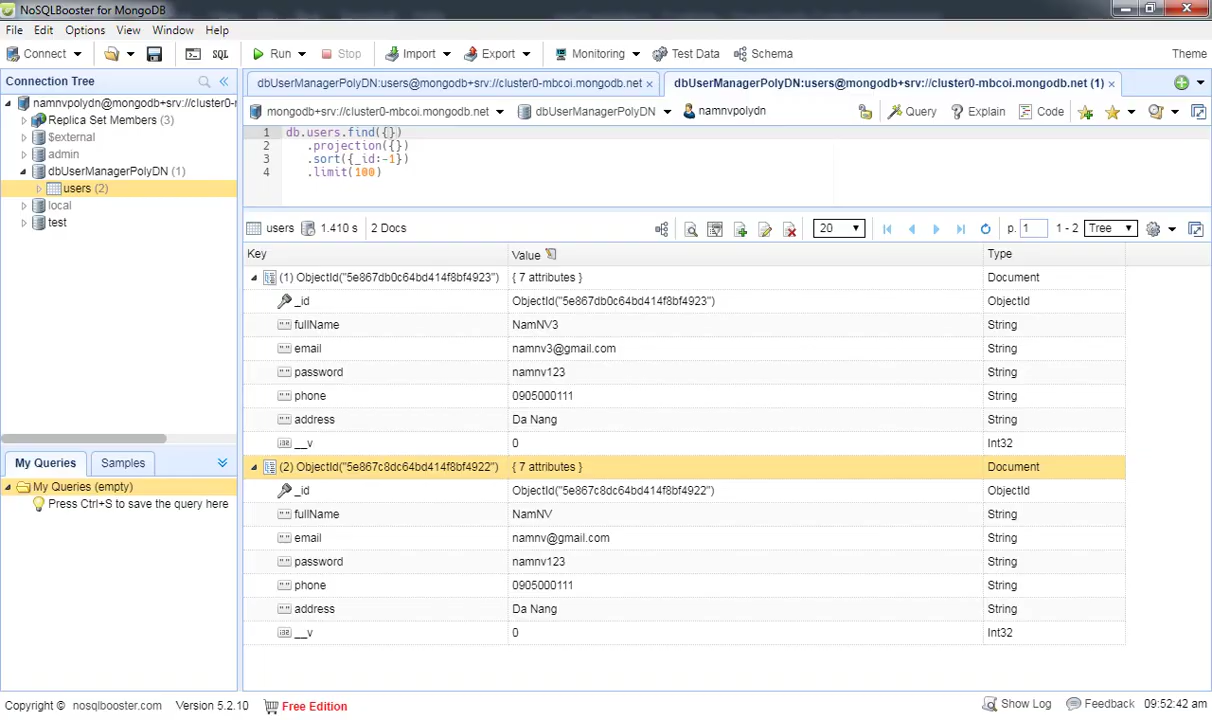 NoSQLBooster for MongoDB
File Edit Options View Window Help
Connect SQL Run Stop Import Export Monitoring Test Data Schema Theme
Connection Tree
dbUserManagerPolyDN:users@mongodb+srv://cluster0-mbcoi.mongodb.net × dbUserManagerPolyDN:users@mongodb+srv://cluster0-mbcoi.mongodb.net (1) ×
namnvpolydn@mongodb+srv://cluster0-r
Replica Set Members (3)
$external
admin
dbUserManagerPolyDN (1)
users (2)
local
test
mongodb+srv://cluster0-mbcoi.mongodb.net dbUserManagerPolyDN namnvpolydn Query Explain Code
1 db.users.find({})
2 .projection({})
3 .sort({_id:-1})
4 .limit(100)
users 1.410 s 2 Docs 20 p. 1 1 - 2 Tree
Key Value Type
(1) ObjectId("5e867db0c64bd414f8bf4923") { 7 attributes } Document
_id ObjectId("5e867db0c64bd414f8bf4923") ObjectId
fullName NamNV3 String
email namnv3@gmail.com String
password namnv123 String
phone 0905000111 String
address Da Nang String
__v 0 Int32
(2) ObjectId("5e867c8dc64bd414f8bf4922") { 7 attributes } Document
_id ObjectId("5e867c8dc64bd414f8bf4922") ObjectId
fullName NamNV String
email namnv@gmail.com String
password namnv123 String
phone 0905000111 String
address Da Nang String
__v 0 Int32
My Queries Samples
My Queries (empty)
Press Ctrl+S to save the query here
Copyright © nosqlbooster.com Version 5.2.10 Free Edition Show Log Feedback 09:52:42 am